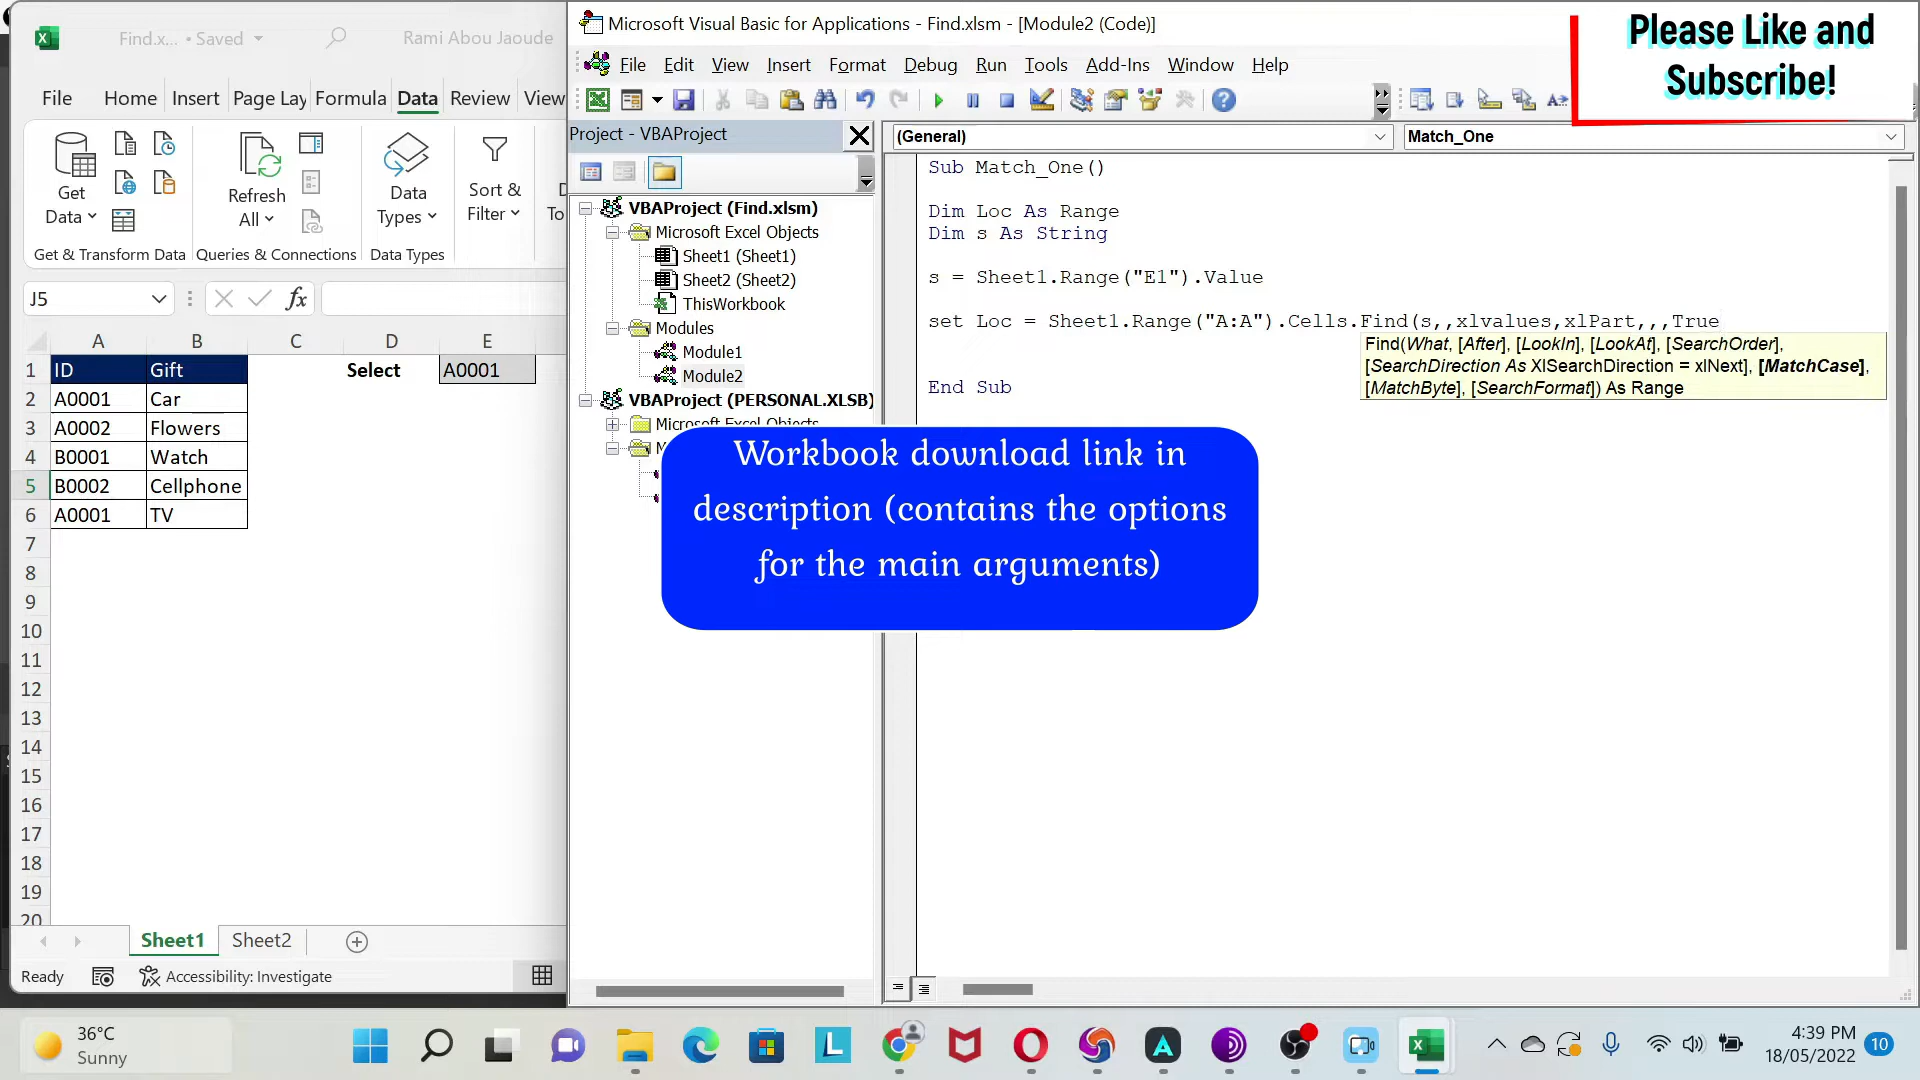 Find.x... • Saved
Rami Abou Jaoude
File Home Insert Page Lay Formula Data Review View
Get Data
Refresh All
Data Types
Sort & Filter
To
Get & Transform Data
Queries & Connections
Data Types
J5
fx
A B C D E
1 ID Gift Select A0001
2 A0001 Car
3 A0002 Flowers
4 B0001 Watch
5 B0002 Cellphone
6 A0001 TV
7
8
9
10
11
12
13
14
15
16
17
18
19
20
Sheet1 Sheet2
Ready
Accessibility: Investigate
Microsoft Visual Basic for Applications - Find.xlsm - [Module2 (Code)]
File Edit View Insert Format Debug Run Tools Add-Ins Window Help
Please Like and
Subscribe!
Project - VBAProject
VBAProject (Find.xlsm)
Microsoft Excel Objects
Sheet1 (Sheet1)
Sheet2 (Sheet2)
ThisWorkbook
Modules
Module1
Module2
VBAProject (PERSONAL.XLSB)
Microsoft Excel Objects
(General)
Match_One
Sub Match_One()
Dim Loc As Range
Dim s As String
s = Sheet1.Range("E1").Value
set Loc = Sheet1.Range("A:A").Cells.Find(s,,xlvalues,xlPart,,,True
Find(What, [After], [LookIn], [LookAt], [SearchOrder],
[SearchDirection As XlSearchDirection = xlNext], [MatchCase],
[MatchByte], [SearchFormat]) As Range
End Sub
Workbook download link in
description (contains the options
for the main arguments)
36°C
Sunny
4:39 PM
18/05/2022
10